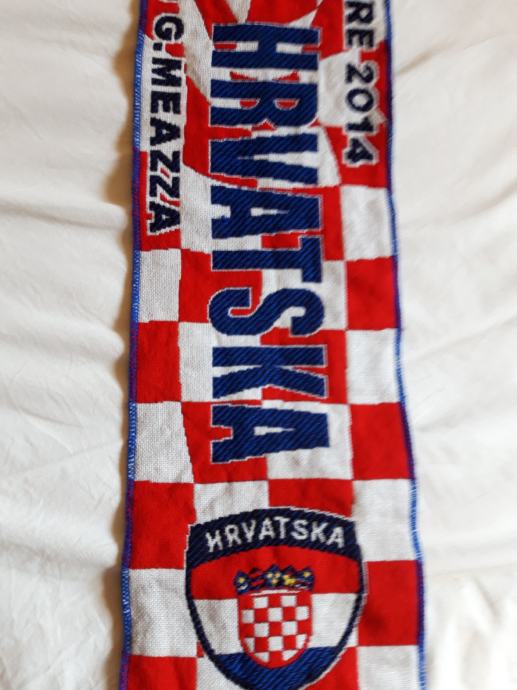 RE 2014
HRVATSKA
G. MEAZZA
HRVATSKA